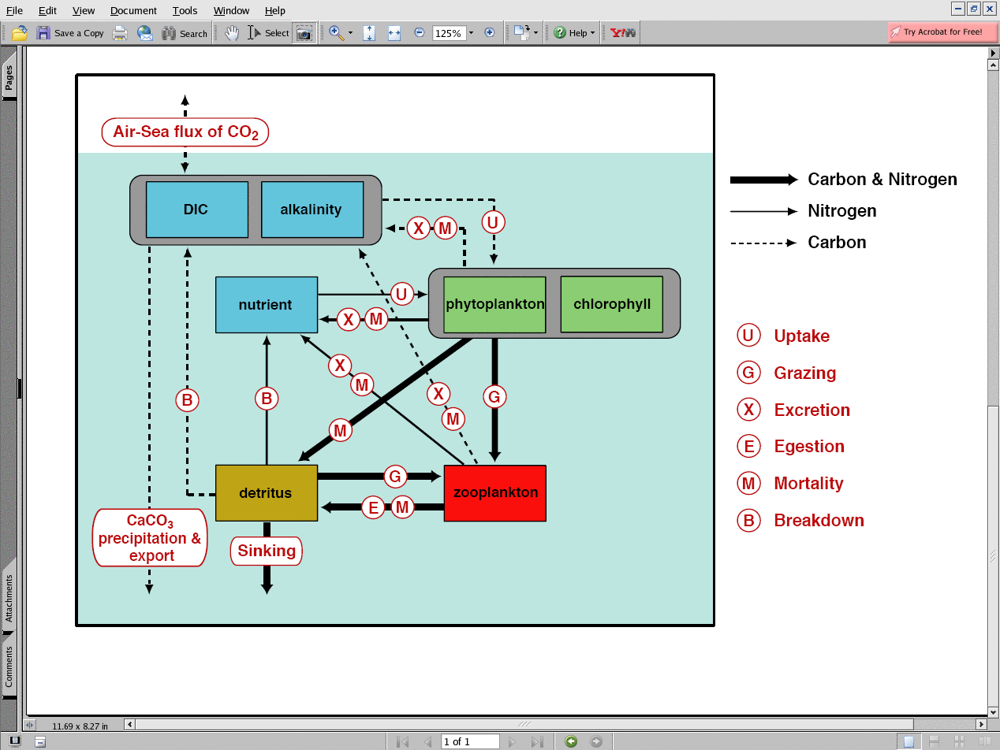 File Edit View Document Tools Window Help
Save a Copy Search Select 125% Help Y! Try Acrobat for Free!
Pages
Attachments
Comments
Air-Sea flux of CO₂
DIC alkalinity
U
X M
nutrient
U
X M
phytoplankton chlorophyll
X
M
B
B
X
M
G
M
detritus
G
E M
zooplankton
CaCO₃
precipitation &
export
Sinking
Carbon & Nitrogen
Nitrogen
Carbon
U Uptake
G Grazing
X Excretion
E Egestion
M Mortality
B Breakdown
11.69 x 8.27 in
1 of 1